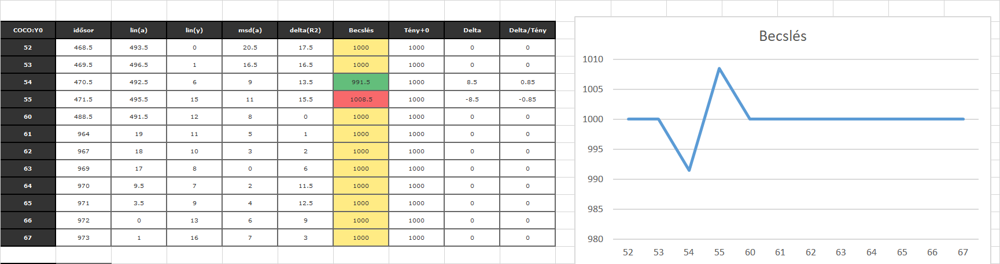 COCO:Y0 idősor lin(a) lin(y) msd(a) delta(R2) Becslés Tény+0 Delta Delta/Tény
52 468.5 493.5 0 20.5 17.5 1000 1000 0 0
53 469.5 496.5 1 16.5 16.5 1000 1000 0 0
54 470.5 492.5 6 9 13.5 991.5 1000 8.5 0.85
55 471.5 495.5 15 11 15.5 1008.5 1000 -8.5 -0.85
60 488.5 491.5 12 8 0 1000 1000 0 0
61 964 19 11 5 1 1000 1000 0 0
62 967 18 10 3 2 1000 1000 0 0
63 969 17 8 0 6 1000 1000 0 0
64 970 9.5 7 2 11.5 1000 1000 0 0
65 971 3.5 9 4 12.5 1000 1000 0 0
66 972 0 13 6 9 1000 1000 0 0
67 973 1 16 7 3 1000 1000 0 0
Becslés
1010
1005
1000
995
990
985
980
52 53 54 55 60 61 62 63 64 65 66 67